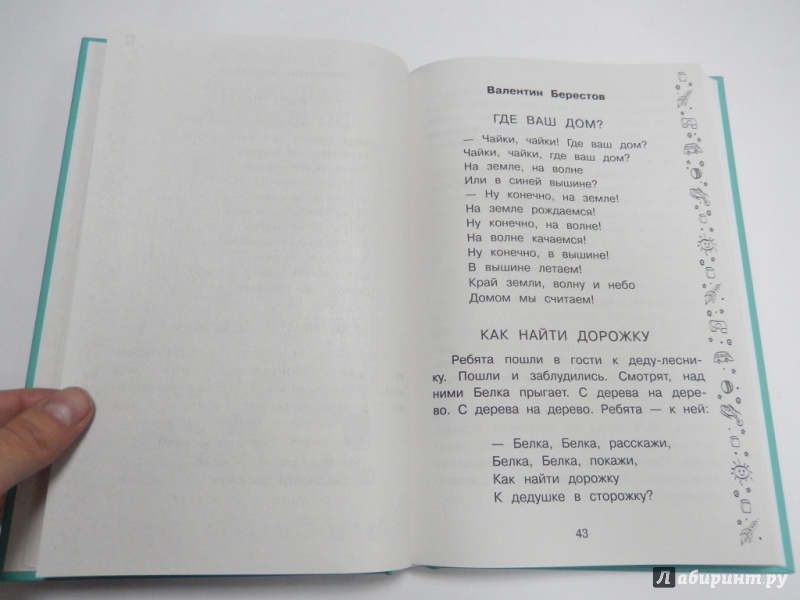 Валентин Берестов
ГДЕ ВАШ ДОМ?
— Чайки, чайки! Где ваш дом?
Чайки, чайки, где ваш дом?
На земле, на волне
Или в синей вышине?
— Ну конечно, на земле!
На земле рождаемся!
Ну конечно, на волне!
На волне качаемся!
Ну конечно, в вышине!
В вышине летаем!
Край земли, волну и небо
Домом мы считаем!
КАК НАЙТИ ДОРОЖКУ
Ребята пошли в гости к деду-лесни-
ку. Пошли и заблудились. Смотрят, над
ними Белка прыгает. С дерева на дере-
во. С дерева на дерево. Ребята — к ней:
— Белка, Белка, расскажи,
Белка, Белка, покажи,
Как найти дорожку
К дедушке в сторожку?
43
Лабиринт.ру